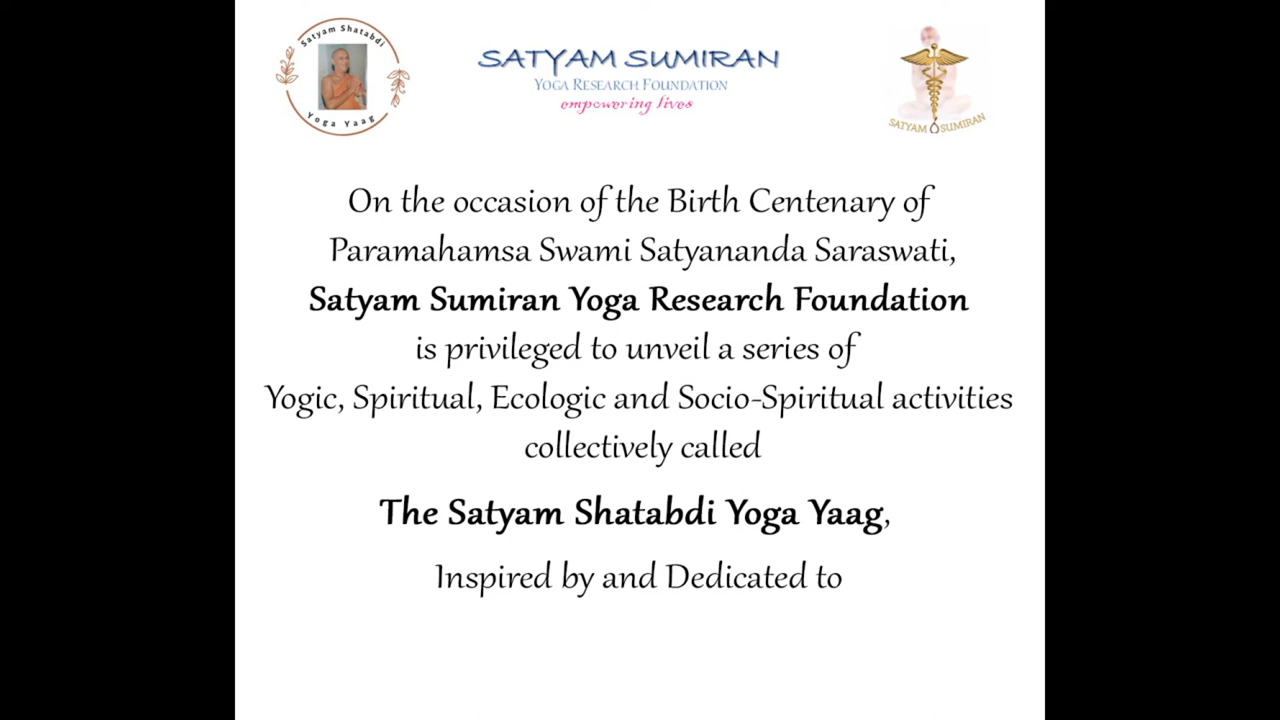 Satyam Shatabdi
Yoga Yaag
SATYAM SUMIRAN
YOGA RESEARCH FOUNDATION
empowering lives
SATYAM SUMIRAN
On the occasion of the Birth Centenary of
Paramahamsa Swami Satyananda Saraswati,
Satyam Sumiran Yoga Research Foundation
is privileged to unveil a series of
Yogic, Spiritual, Ecologic and Socio-Spiritual activities
collectively called
The Satyam Shatabdi Yoga Yaag,
Inspired by and Dedicated to